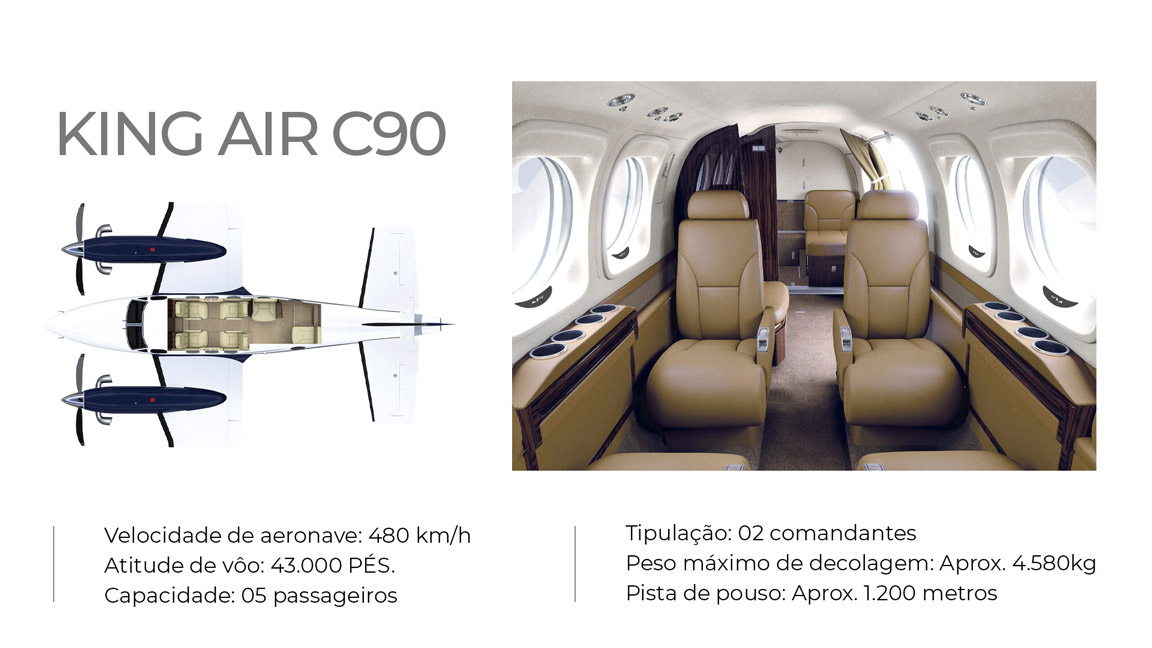 KING AIR C90
Velocidade de aeronave: 480 km/h
Atitude de vôo: 43.000 PÉS.
Capacidade: 05 passageiros
Tipulação: 02 comandantes
Peso máximo de decolagem: Aprox. 4.580kg
Pista de pouso: Aprox. 1.200 metros